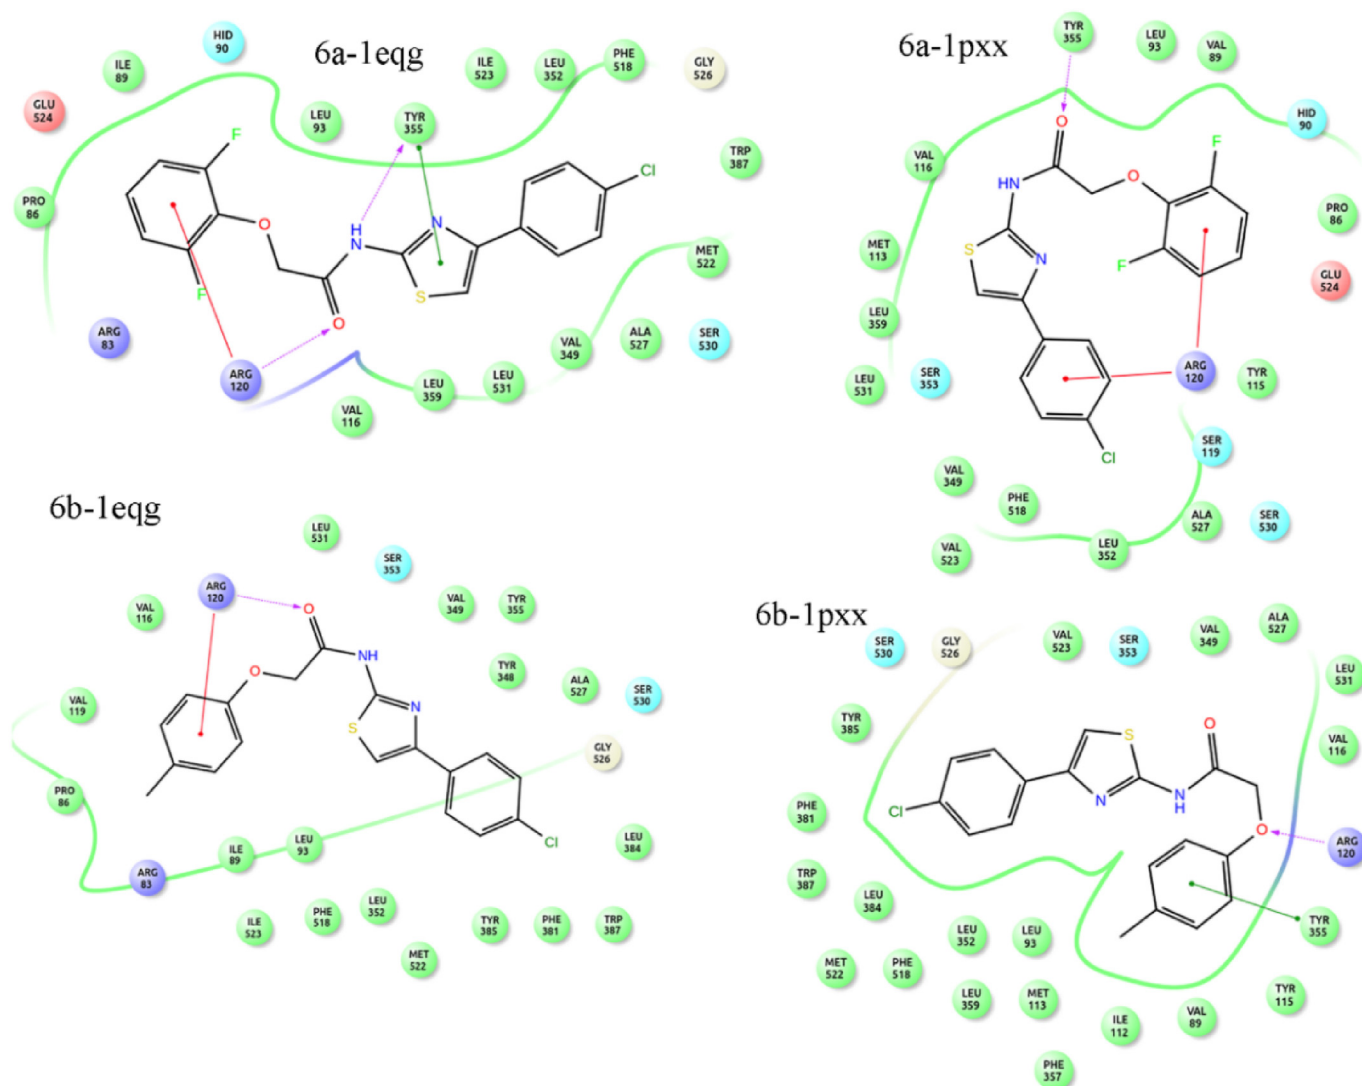 6a-1eqg
HID
90
ILE
89
GLU
524
LEU
93
TYR
355
ILE
523
LEU
352
PHE
518
GLY
526
TRP
387
F
Cl
PRO
86
O
H
N
N
MET
522
F
S
O
ARG
83
ARG
120
VAL
349
ALA
527
SER
530
LEU
359
LEU
531
VAL
116
6a-1pxx
TYR
355
LEU
93
VAL
89
HID
90
O
F
VAL
116
HN
O
PRO
86
MET
113
S
N
F
GLU
524
LEU
359
LEU
531
SER
353
ARG
120
TYR
115
Cl
SER
119
VAL
349
PHE
518
ALA
527
SER
530
VAL
523
LEU
352
6b-1eqg
LEU
531
SER
353
ARG
120
VAL
116
O
VAL
349
TYR
355
NH
O
TYR
348
ALA
527
SER
530
VAL
119
S
N
GLY
526
PRO
86
Cl
ARG
83
ILE
89
LEU
93
LEU
384
ILE
523
PHE
518
LEU
352
TYR
385
PHE
381
TRP
387
MET
522
6b-1pxx
SER
530
GLY
526
VAL
523
SER
353
VAL
349
ALA
527
LEU
531
TYR
385
S
O
VAL
116
Cl
N
N
H
PHE
381
O
ARG
120
TRP
387
LEU
384
LEU
352
LEU
93
TYR
355
MET
522
PHE
518
LEU
359
MET
113
ILE
112
VAL
89
TYR
115
PHE
357